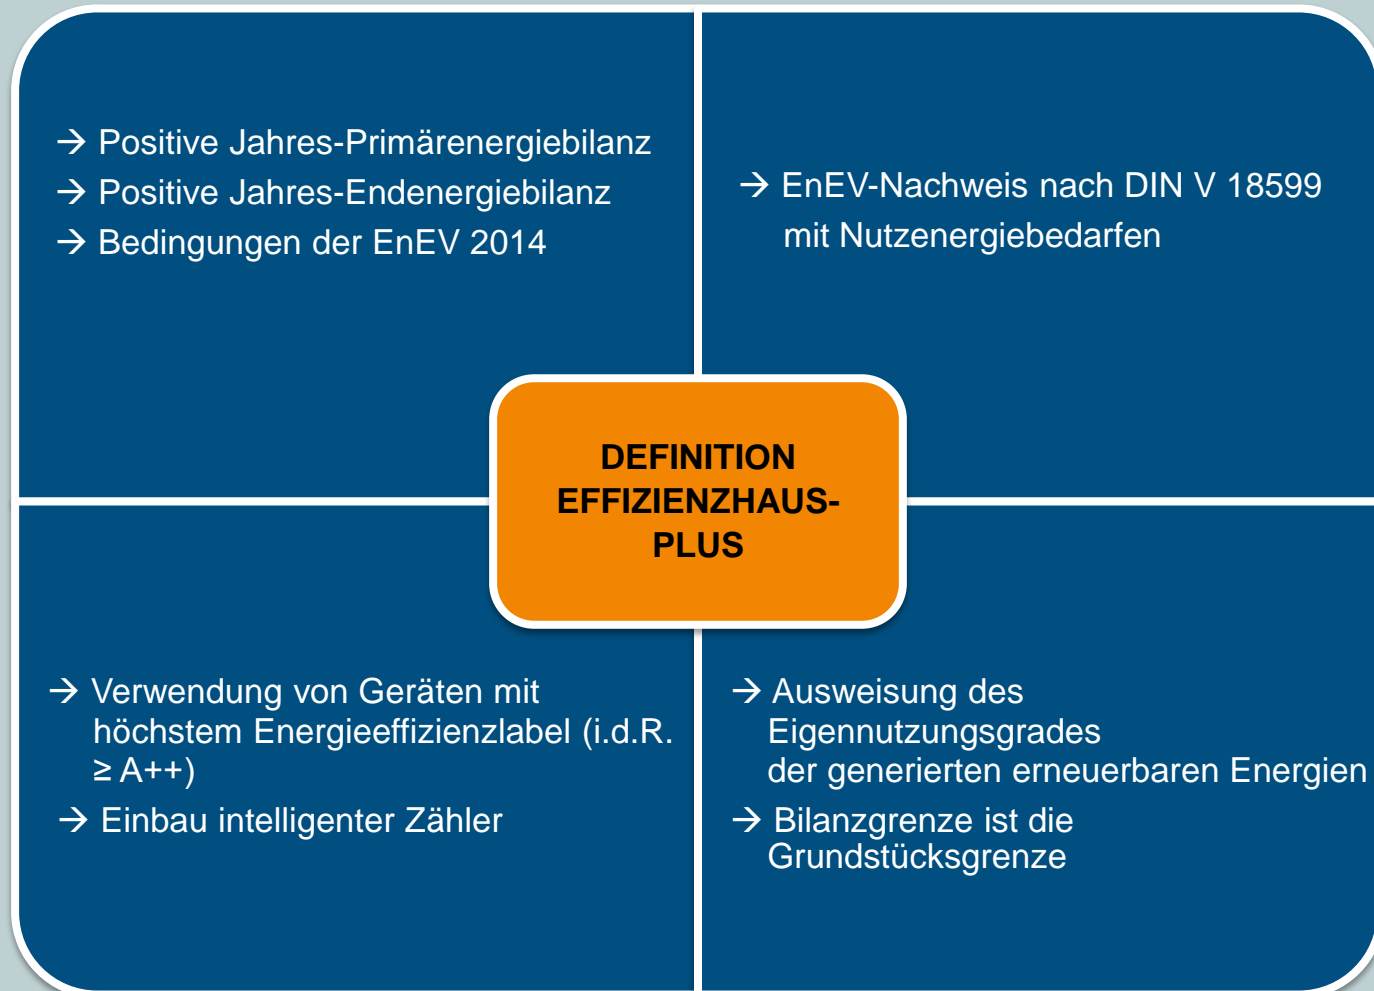 → Positive Jahres-Primärenergiebilanz
→ Positive Jahres-Endenergiebilanz
→ Bedingungen der EnEV 2014
→ EnEV-Nachweis nach DIN V 18599
mit Nutzenergiebedarfen
DEFINITION
EFFIZIENZHAUS-
PLUS
→ Verwendung von Geräten mit
höchstem Energieeffizienzlabel (i.d.R.
≥ A++)
→ Einbau intelligenter Zähler
→ Ausweisung des
Eigennutzungsgrades
der generierten erneuerbaren Energien
→ Bilanzgrenze ist die
Grundstücksgrenze